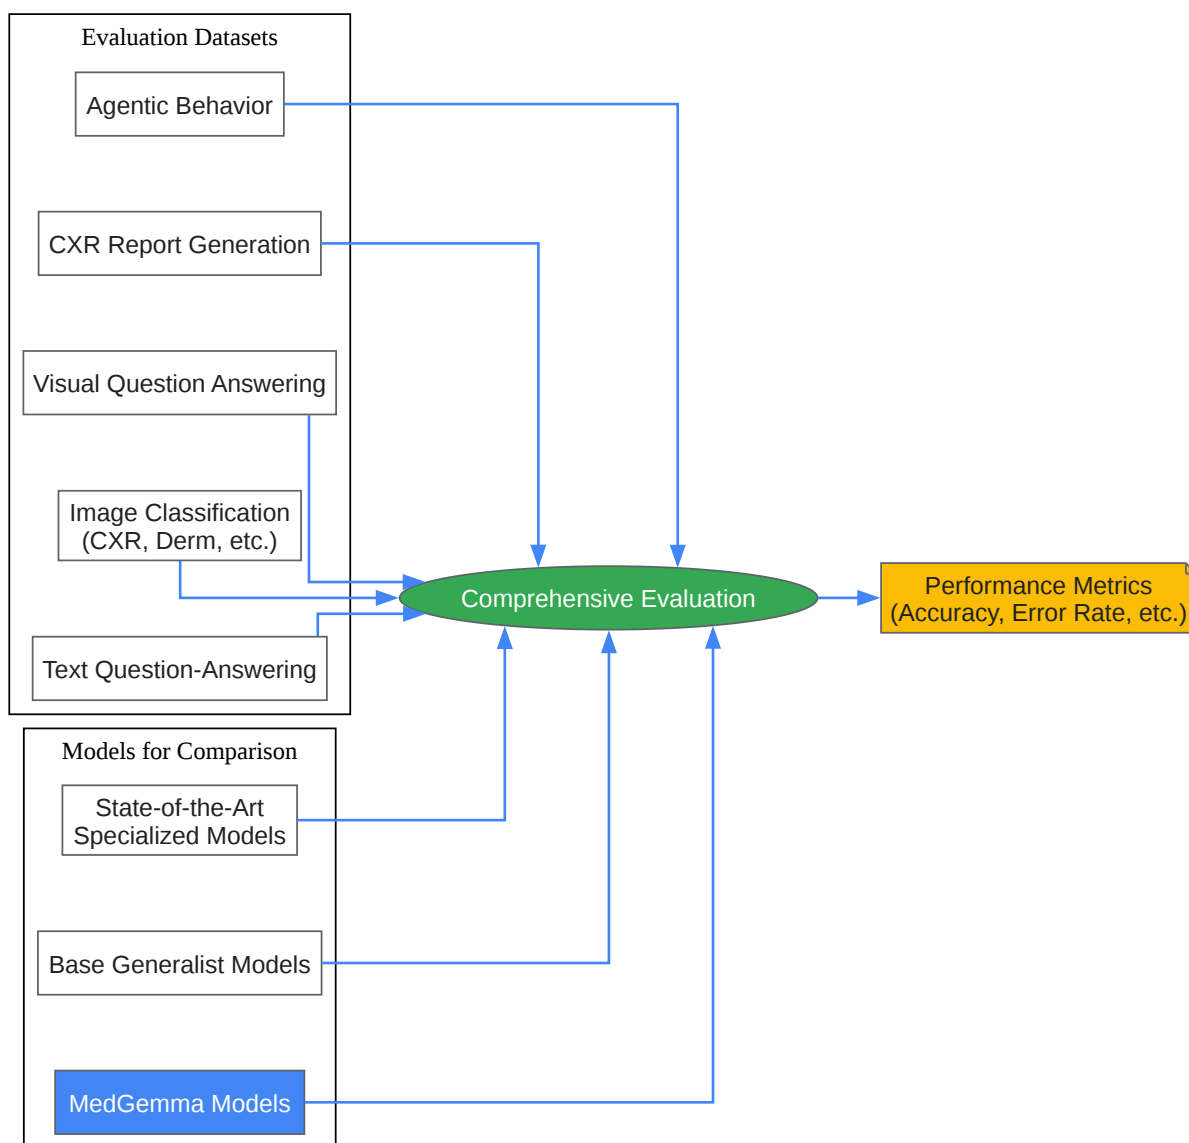 Evaluation Datasets
Agentic Behavior
CXR Report Generation
Visual Question Answering
Image Classification
(CXR, Derm, etc.)
Text Question-Answering
Comprehensive Evaluation
Performance Metrics
(Accuracy, Error Rate, etc.)
Models for Comparison
State-of-the-Art
Specialized Models
Base Generalist Models
MedGemma Models